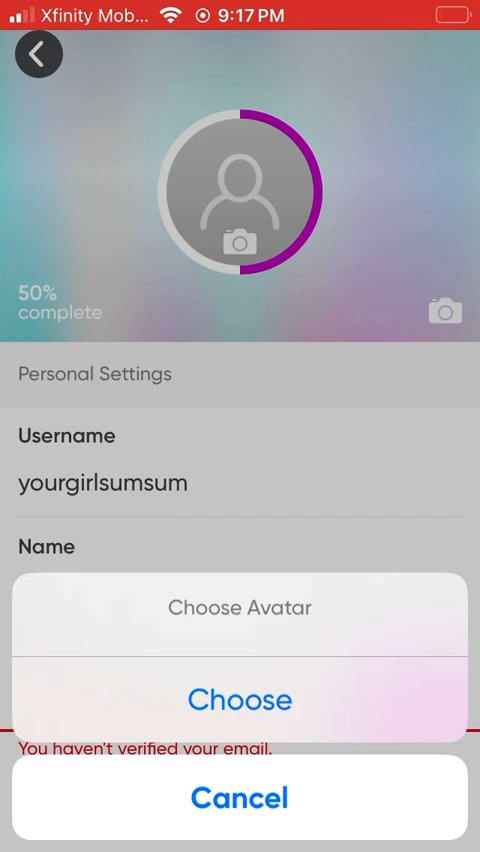 Xfinity Mob... 9:17 PM
50%
complete
Personal Settings
Username
yourgirlsumsum
Name
Choose Avatar
Choose
You haven't verified your email.
Cancel